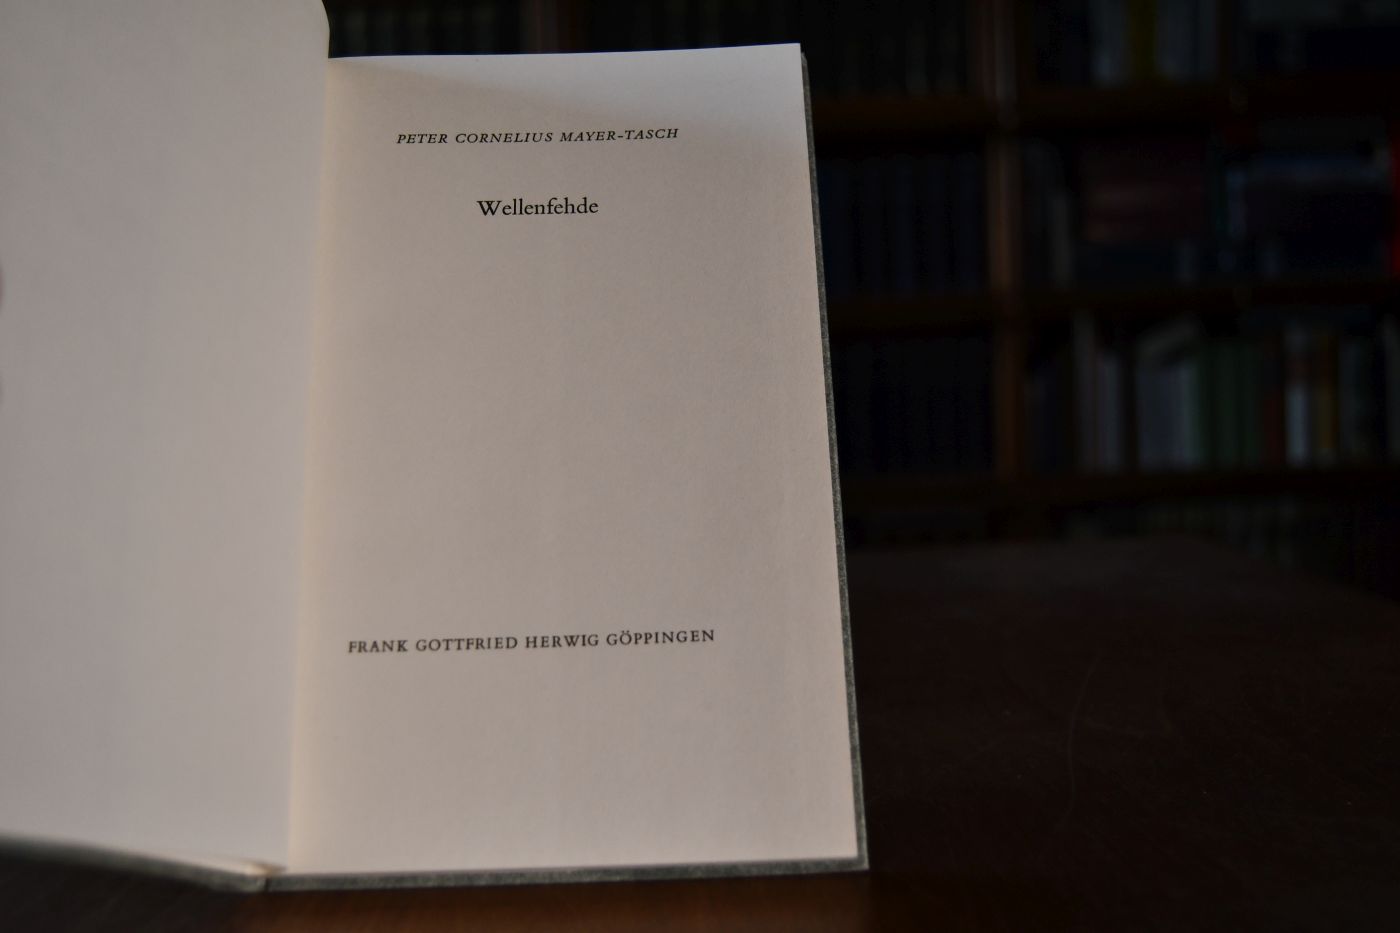 PETER CORNELIUS MAYER-TASCH
Wellenfehde
FRANK GOTTFRIED HERWIG GÖPPINGEN